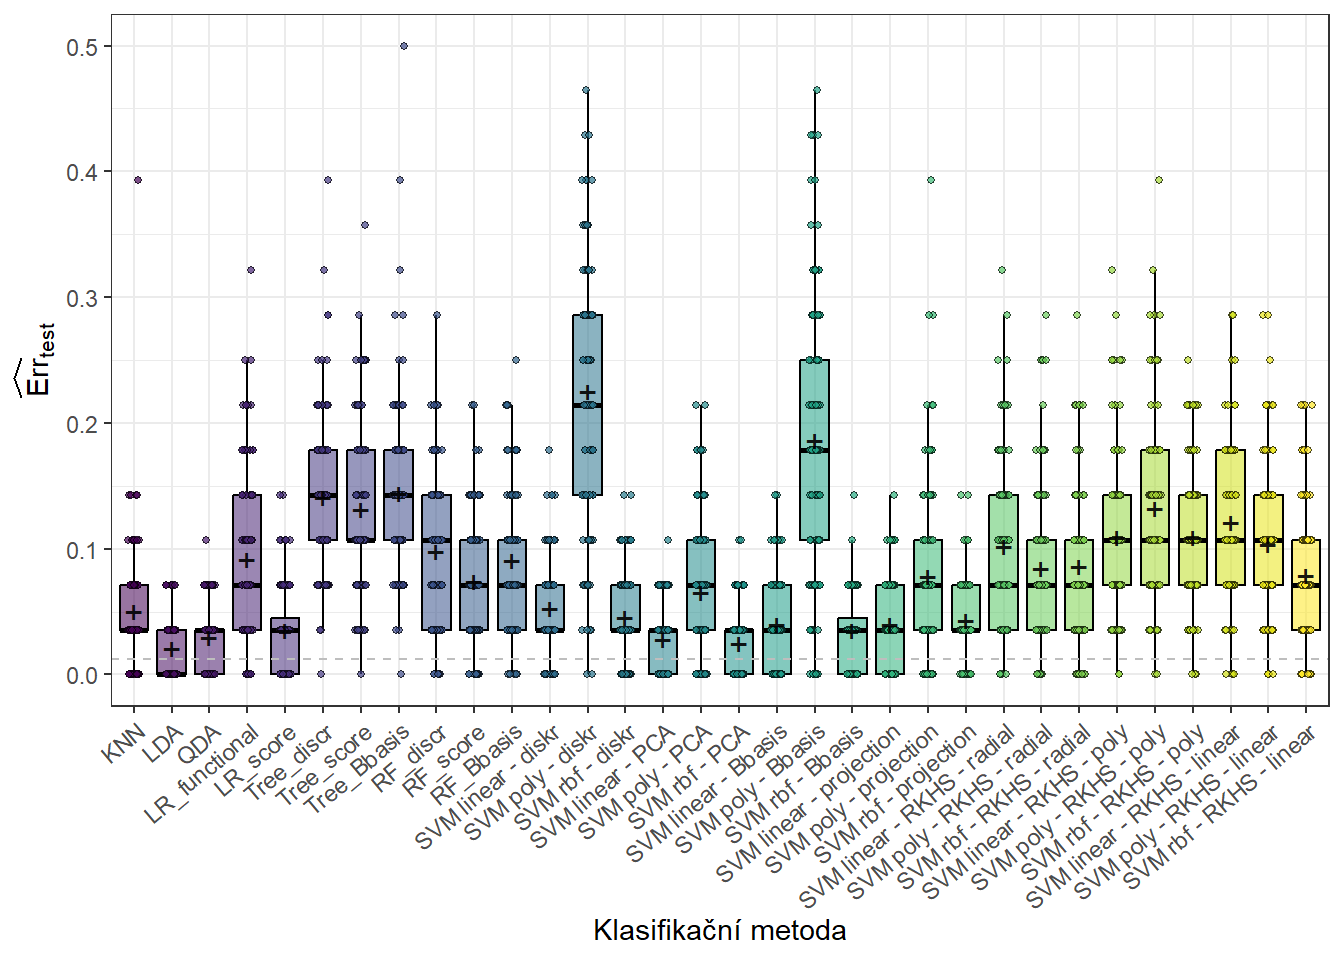 0.5
0.4
0.3
0.2
0.1
0.0
Err_test
KNN
LDA
QDA
LR_functional
LR_score
Tree_discr
Tree_score
Tree_Bbasis
RF_discr
RF_score
RF_Bbasis
SVM linear - diskr
SVM poly - diskr
SVM rbf - diskr
SVM linear - PCA
SVM poly - PCA
SVM rbf - PCA
SVM linear - Bbasis
SVM poly - Bbasis
SVM rbf - Bbasis
SVM linear - projection
SVM poly - projection
SVM rbf - projection
SVM linear - RKHS - radial
SVM poly - RKHS - radial
SVM rbf - RKHS - radial
SVM linear - RKHS - poly
SVM poly - RKHS - poly
SVM rbf - RKHS - poly
SVM linear - RKHS - linear
SVM poly - RKHS - linear
SVM rbf - RKHS - linear
Klasifikační metoda